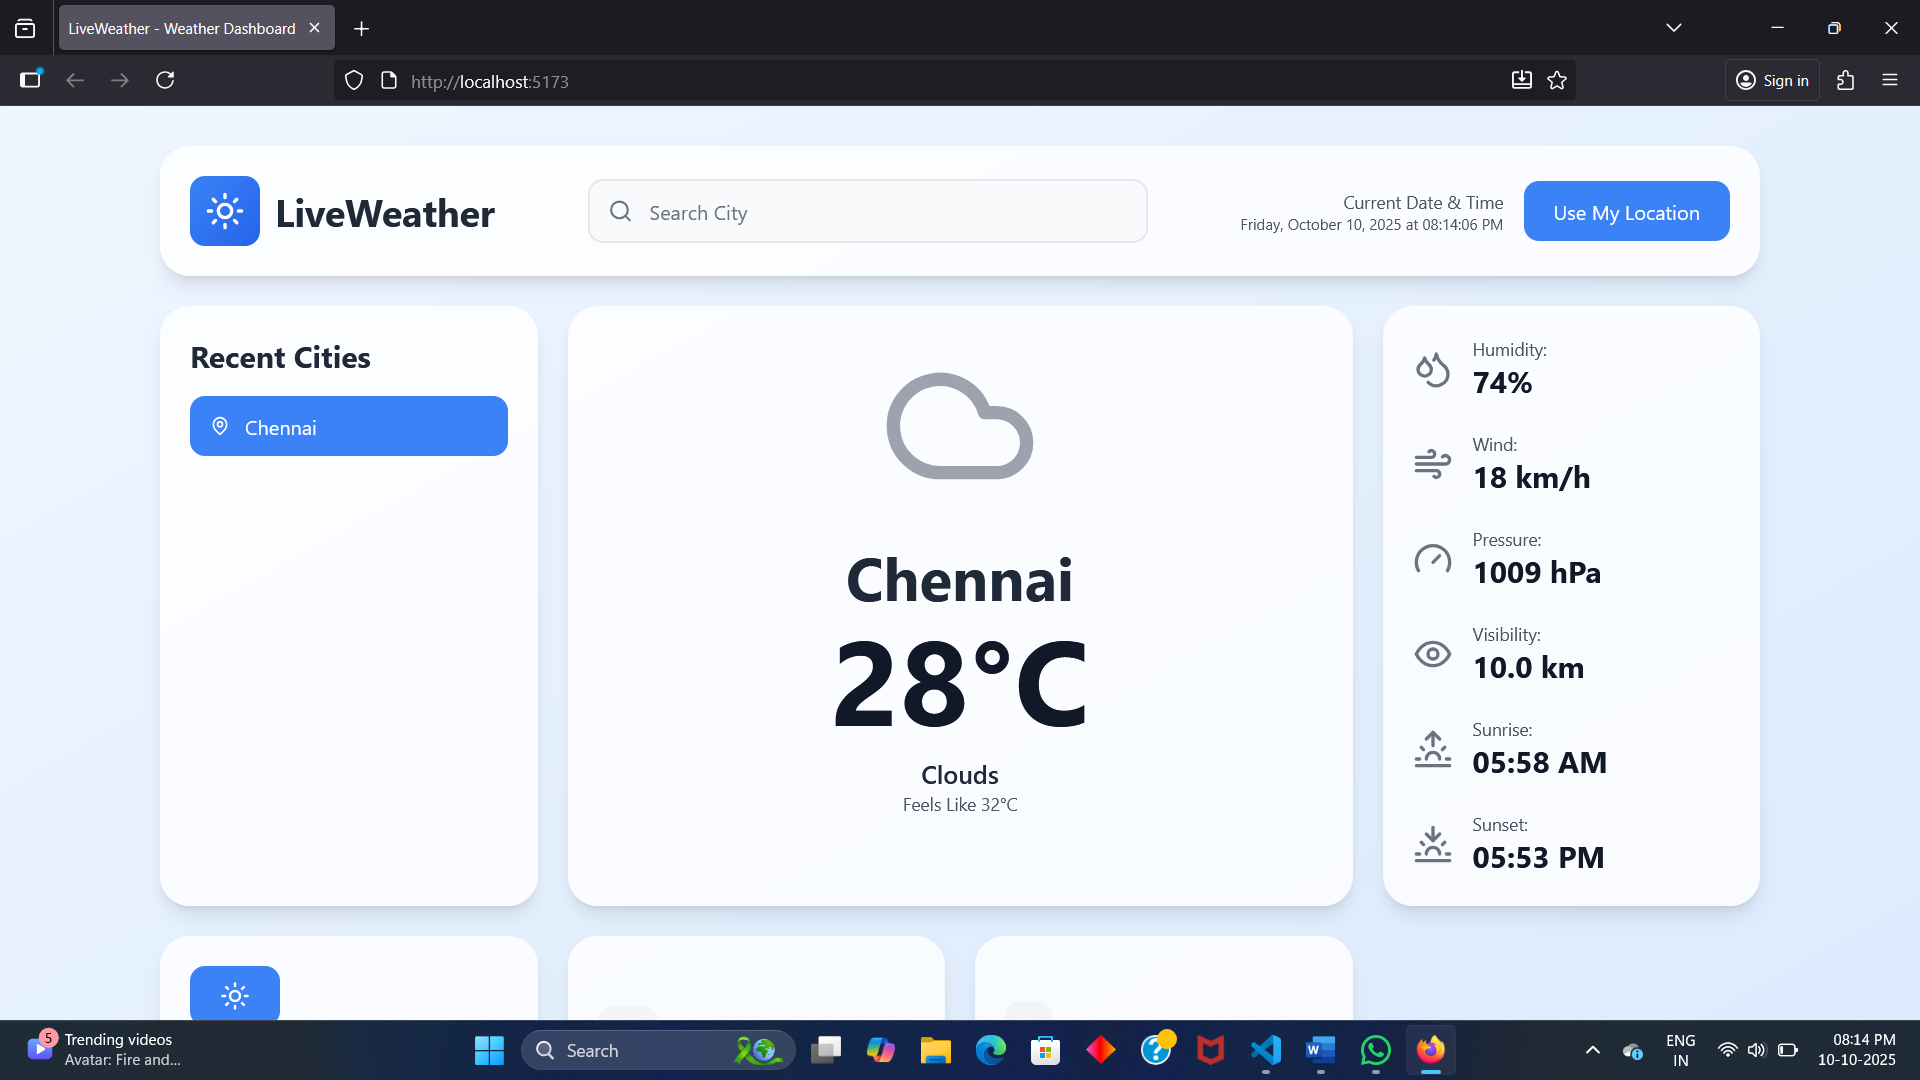 LiveWeather - Weather Dashboard
http://localhost:5173
Sign in
LiveWeather
Search City
Current Date & Time
Friday, October 10, 2025 at 08:14:06 PM
Use My Location
Recent Cities
Chennai
Chennai
28°C
Clouds
Feels Like 32°C
Humidity:
74%
Wind:
18 km/h
Pressure:
1009 hPa
Visibility:
10.0 km
Sunrise:
05:58 AM
Sunset:
05:53 PM
5
Trending videos
Avatar: Fire and...
Search
W
ENG
IN
08:14 PM
10-10-2025